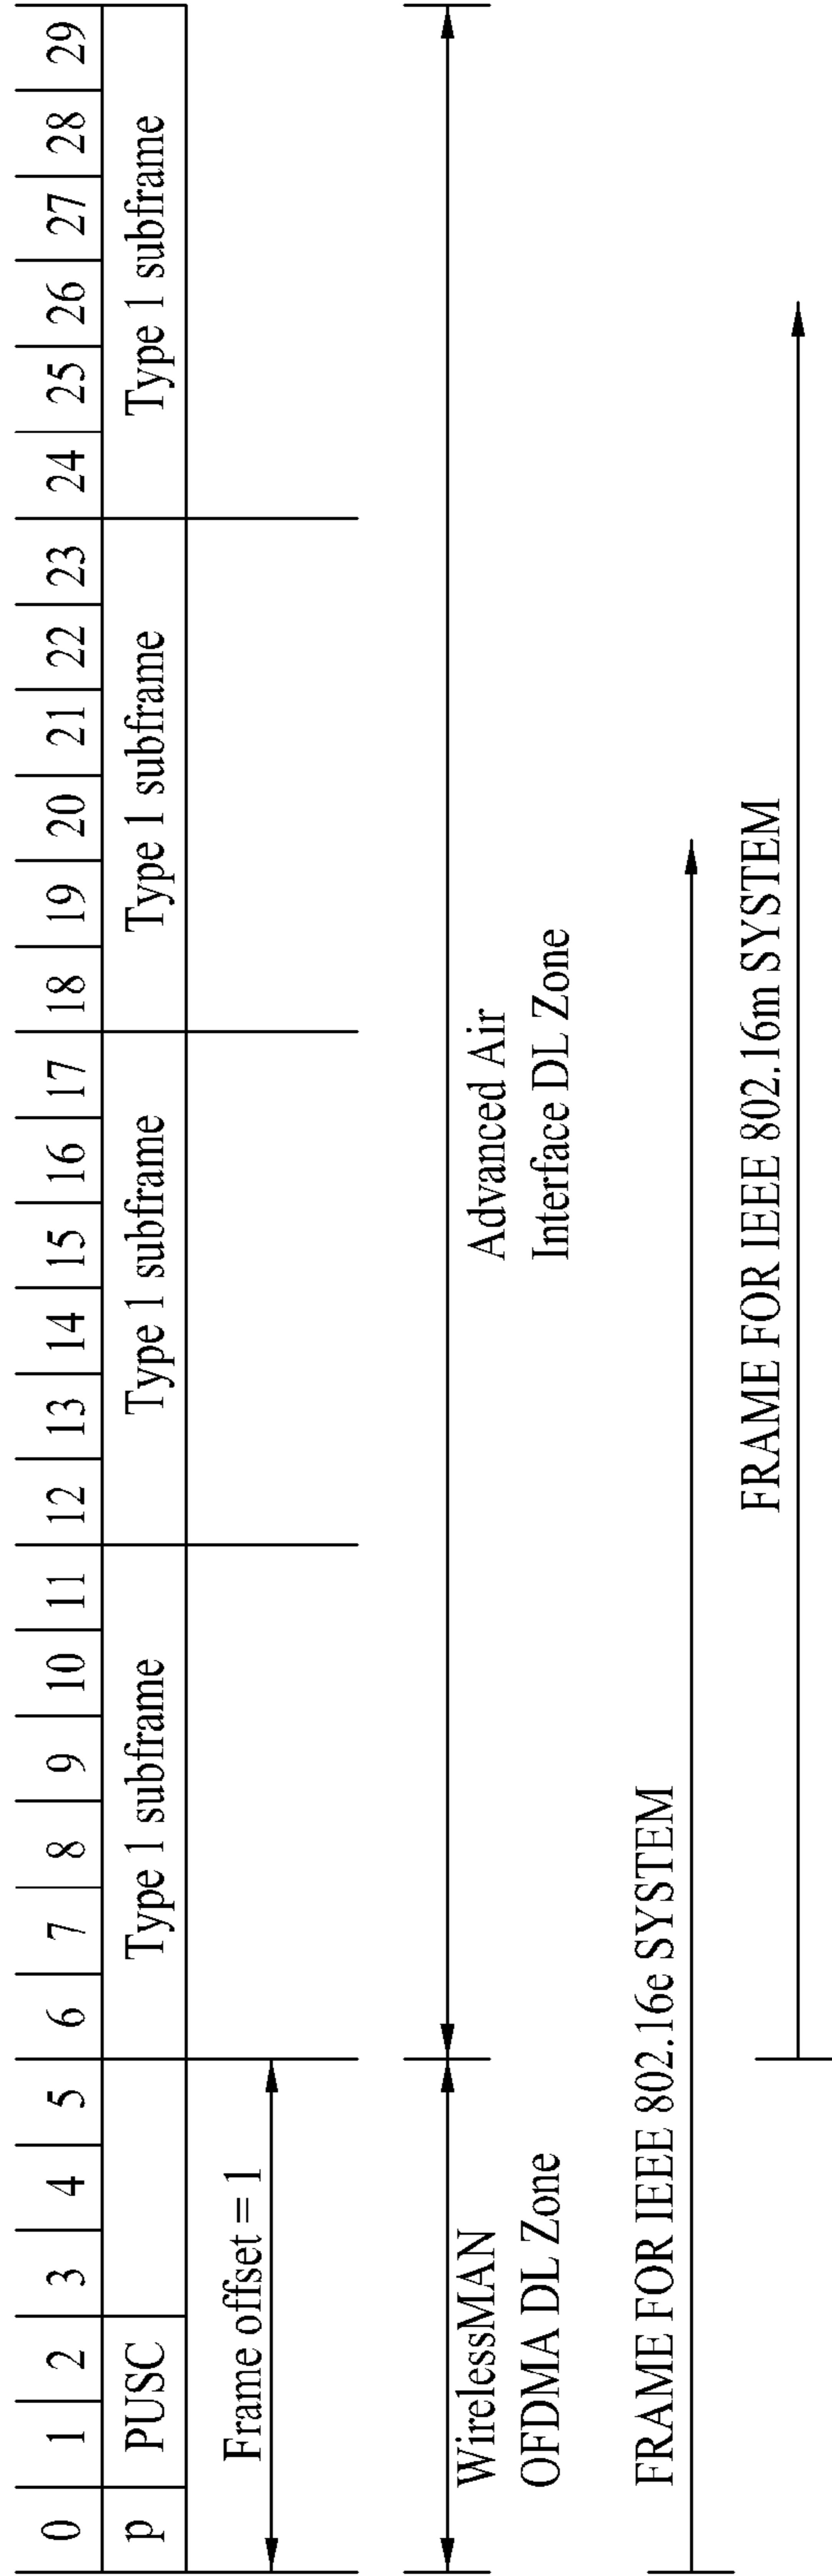 0 1 2 3 4 5 6 7 8 9 10 11 12 13 14 15 16 17 18 19 20 21 22 23 24 25 26 27 28 29
p PUSC Type 1 subframe Type 1 subframe Type 1 subframe Type 1 subframe
Frame offset = 1
WirelessMAN
OFDMA DL Zone
Advanced Air
Interface DL Zone
FRAME FOR IEEE 802.16e SYSTEM
FRAME FOR IEEE 802.16m SYSTEM